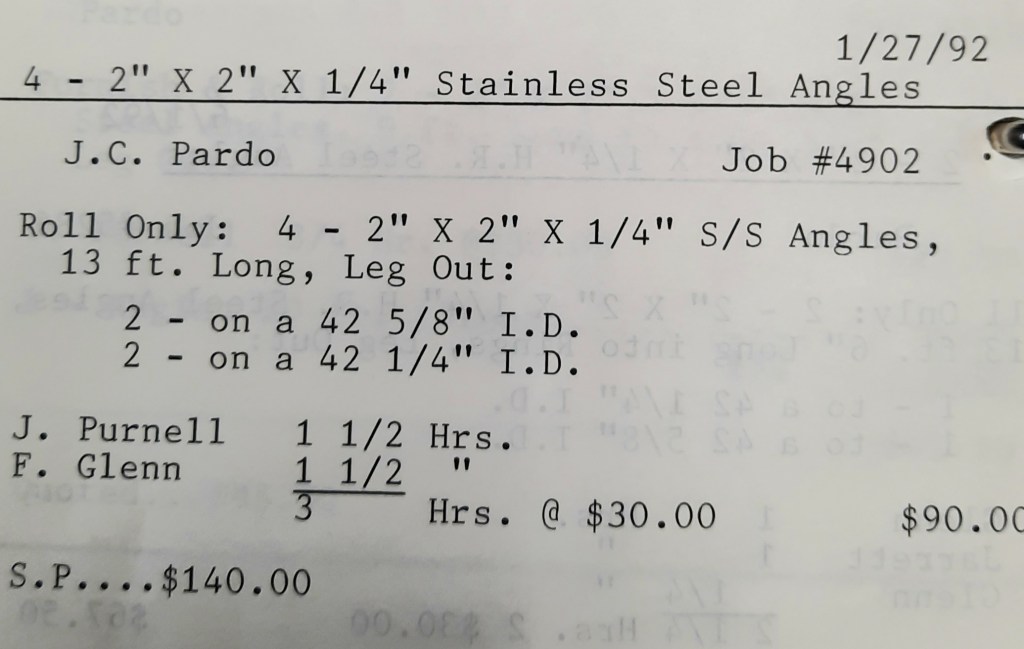 1/27/92
4 - 2" X 2" X 1/4" Stainless Steel Angles
J.C. Pardo Job #4902
Roll Only: 4 - 2" X 2" X 1/4" S/S Angles,
13 ft. Long, Leg Out:
2 - on a 42 5/8" I.D.
2 - on a 42 1/4" I.D.
J. Purnell 1 1/2 Hrs.
F. Glenn 1 1/2 "
3 Hrs. @ $30.00 $90.00
S.P....$140.00